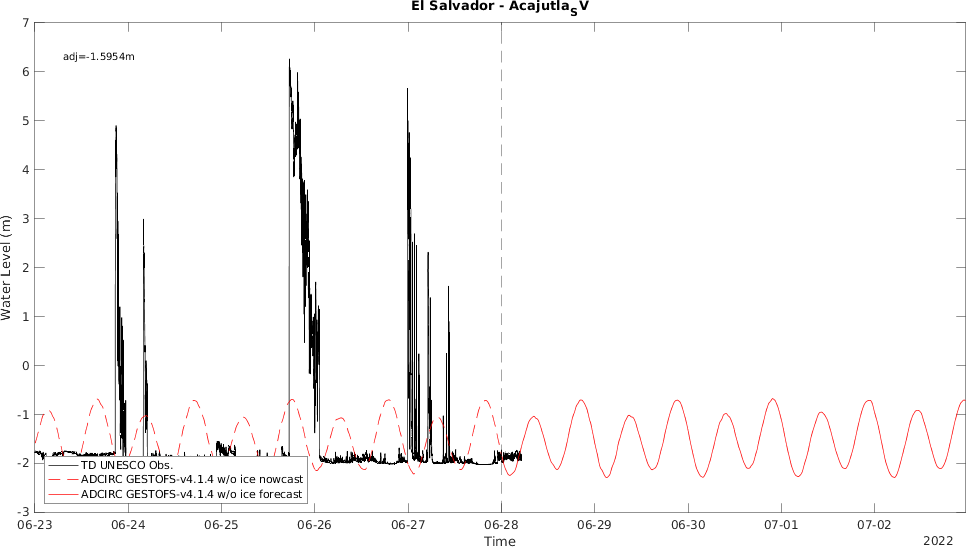 El Salvador - AcajutlaSV
7
adj=-1.5954m
6
5
4
3
2
1
0
-1
-2
-3
Water Level (m)
TD UNESCO Obs.
ADCIRC GESTOFS-v4.1.4 w/o ice nowcast
ADCIRC GESTOFS-v4.1.4 w/o ice forecast
06-23 06-24 06-25 06-26 06-27 06-28 06-29 06-30 07-01 07-02
Time
2022